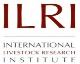 ILRI
INTERNATIONAL
LIVESTOCK RESEARCH
INSTITUTE